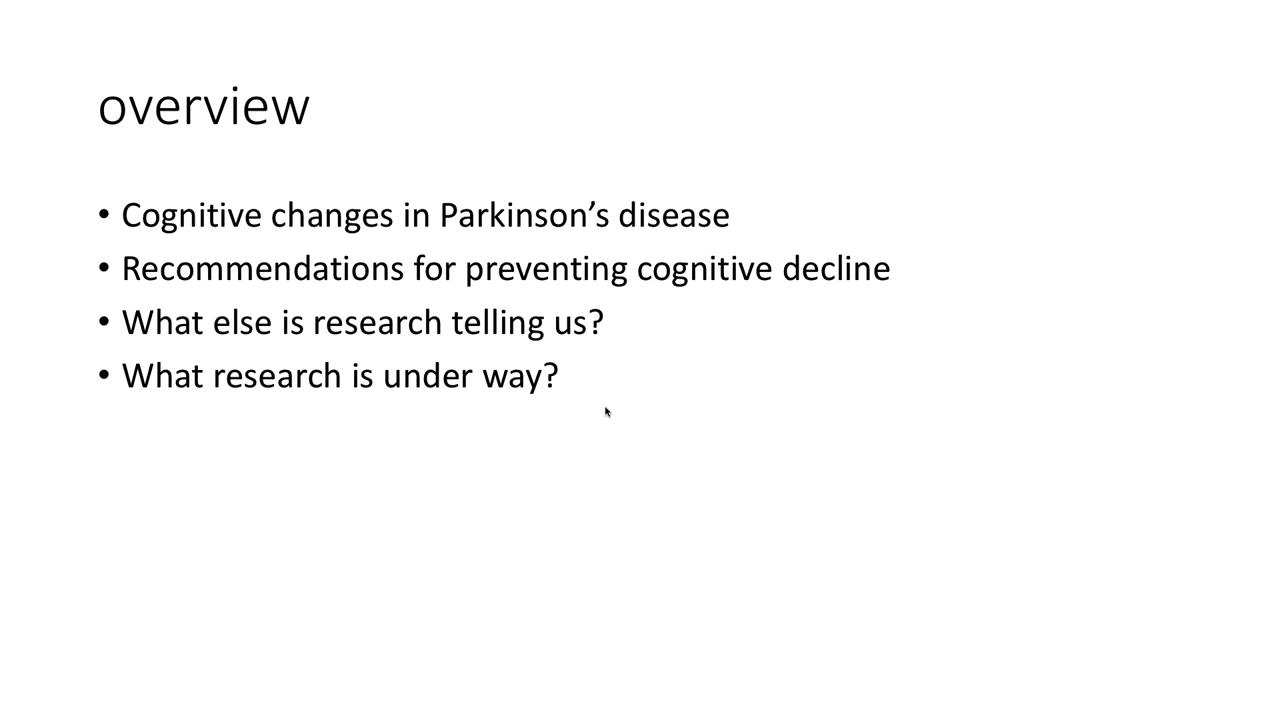 overview
• Cognitive changes in Parkinson’s disease
• Recommendations for preventing cognitive decline
• What else is research telling us?
• What research is under way?